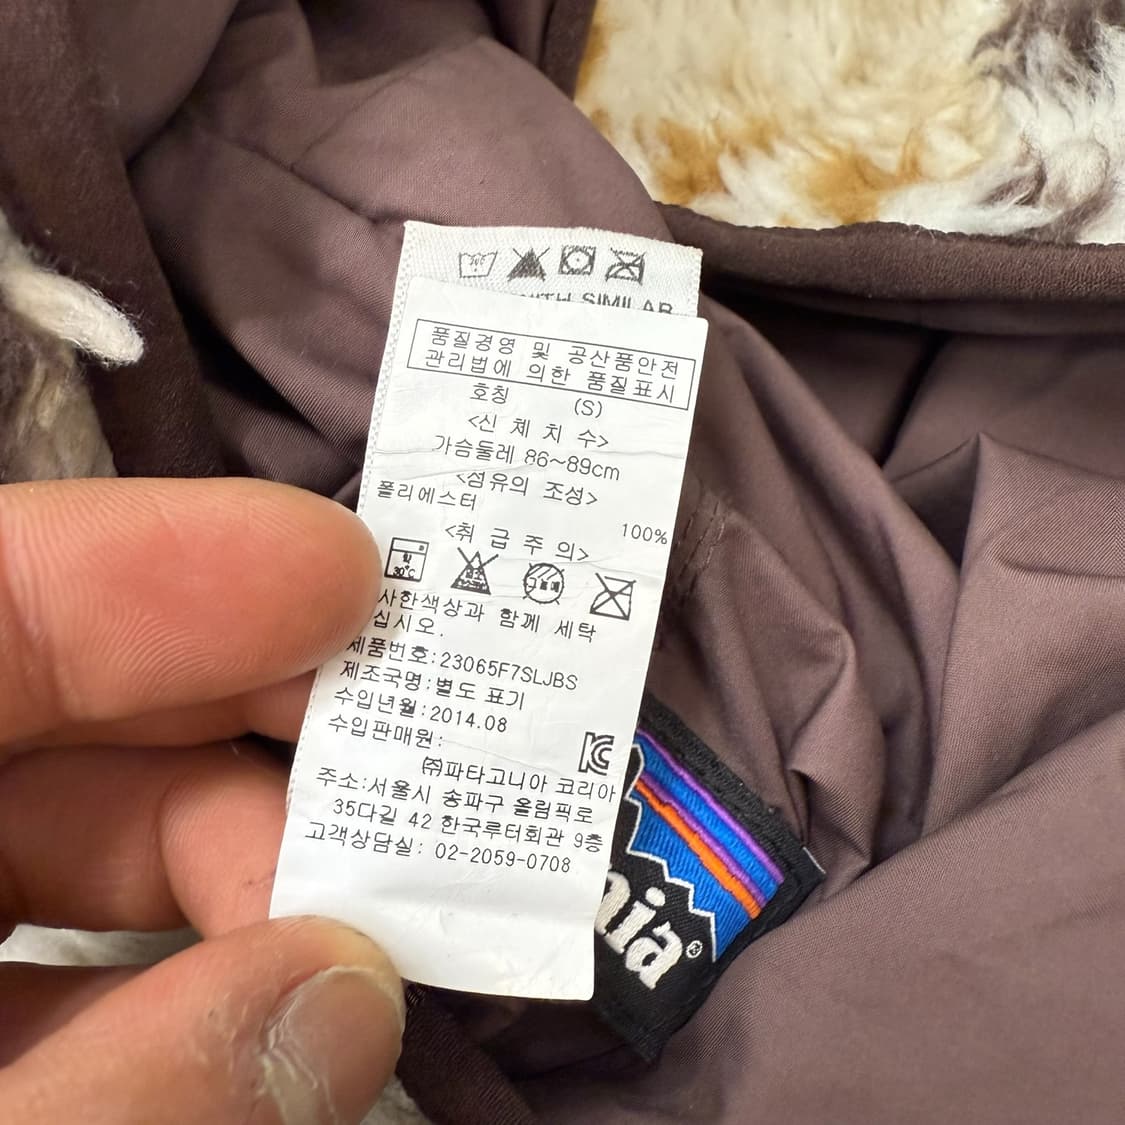 30°C
WITH SIMILAR
품질경영 및 공산품안전
관리법에 의한 품질표시
호칭 (S)
<신 체 치 수>
가슴둘레 86~89cm
<섬유의 조성>
폴리에스터
100%
<취 급 주 의>
약
30°C
사한색상과 함께 세탁
십시오.
제품번호:23065F7SLJBS
제조국명:별도 표기
수입년월:2014.08
수입판매원:
㈜파타고니아 코리아
주소:서울시 송파구 올림픽로
35다길 42 한국루터회관 9층
고객상담실: 02-2059-0708
nia®